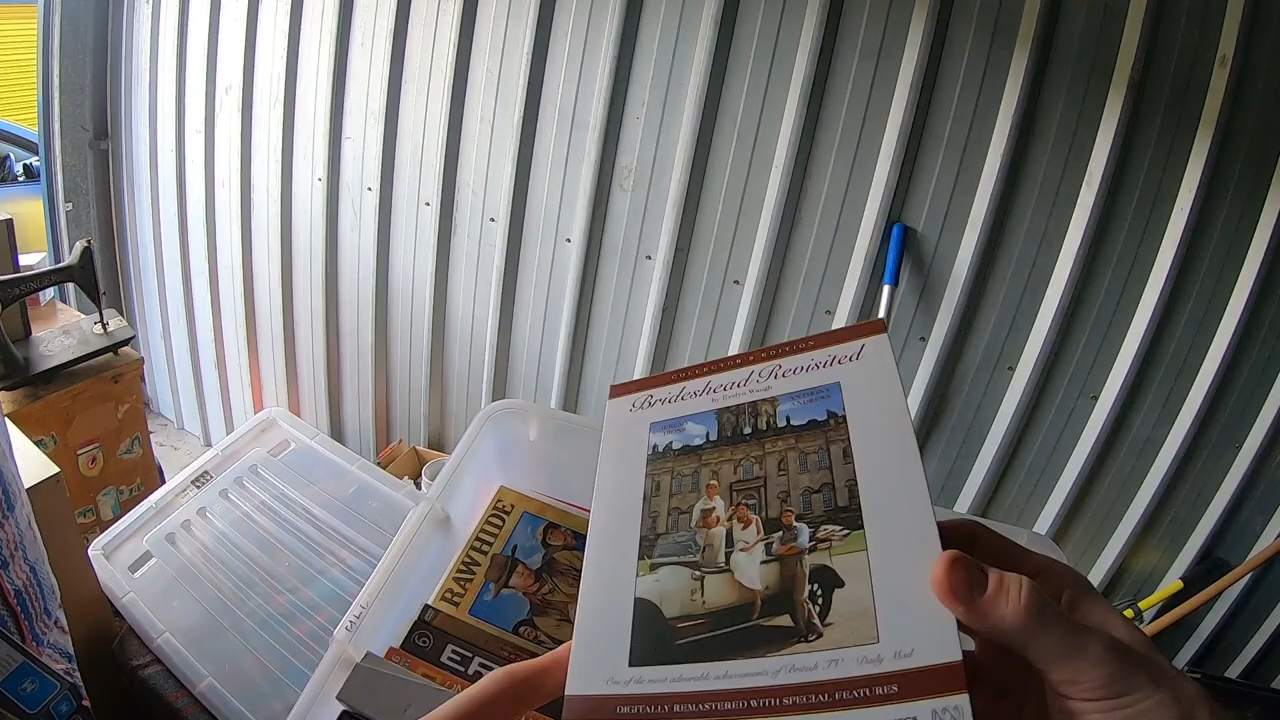 SINGER
COLLECTOR'S EDITION
Brideshead Revisited
by Evelyn Waugh
JEREMY
IRONS
ANTHONY
ANDREWS
One of the most admirable achievements of British TV Daily Mail
DIGITALLY REMASTERED WITH SPECIAL FEATURES
RAWHIDE
6